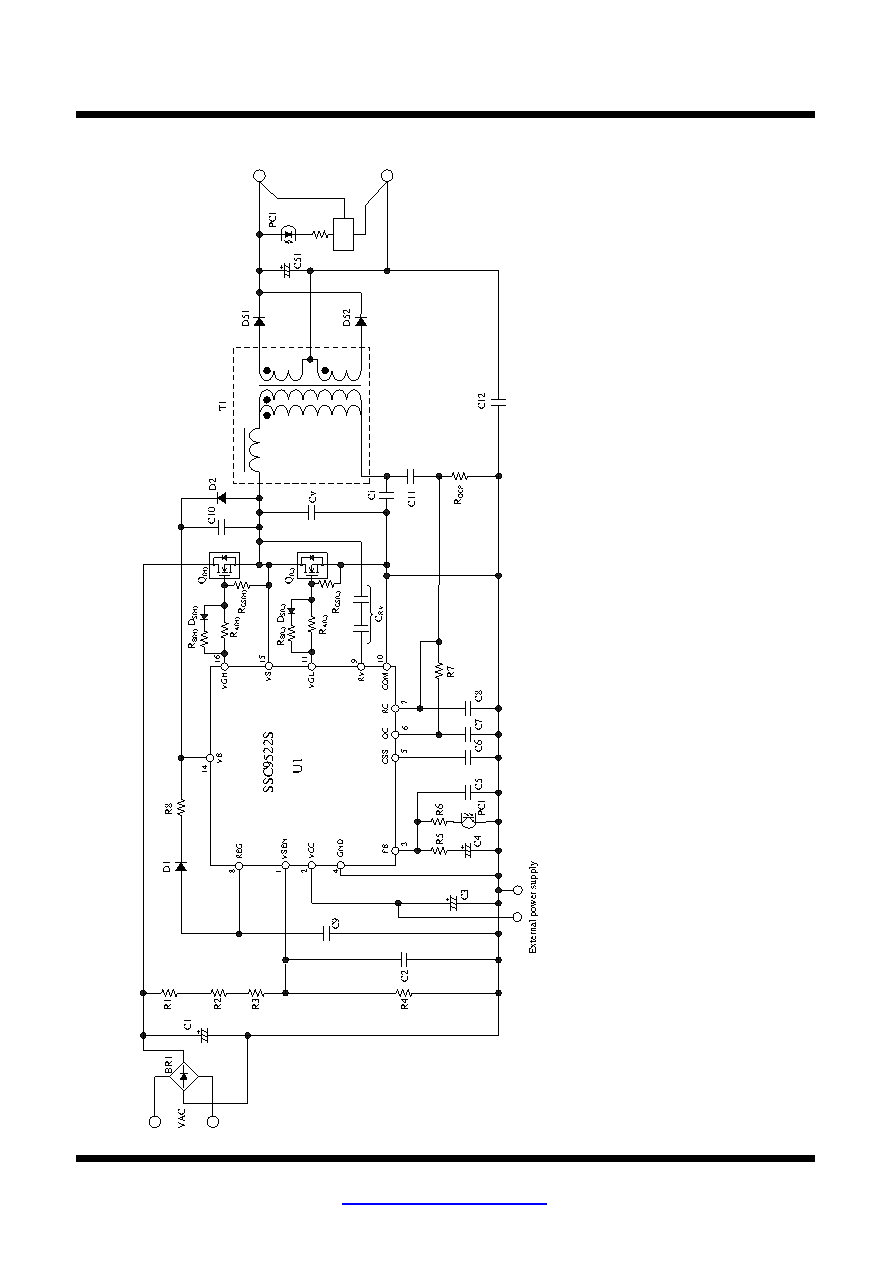 PC1
C51
D51
D52
T1
C12
D2
C10
Cv
Ci
C11
ROCP
Q(H)
Q(L)
RGS(H)
RGS(L)
DS(H)
RB(H)
RA(H)
DS(L)
RB(L)
RA(L)
CRV
16
15
11
9
10
VGH
VS
VGL
RV
COM
SSC9522S
U1
14
VB
RC
7
OC
6
CSS
5
FB
3
R7
C8
C7
C6
C5
R6
PC1
R5
C4
R8
D1
REG
8
VSEN
1
VCC
2
GND
4
C3
External power supply
C9
C2
R1
R2
R3
R4
C1
BR1
VAC